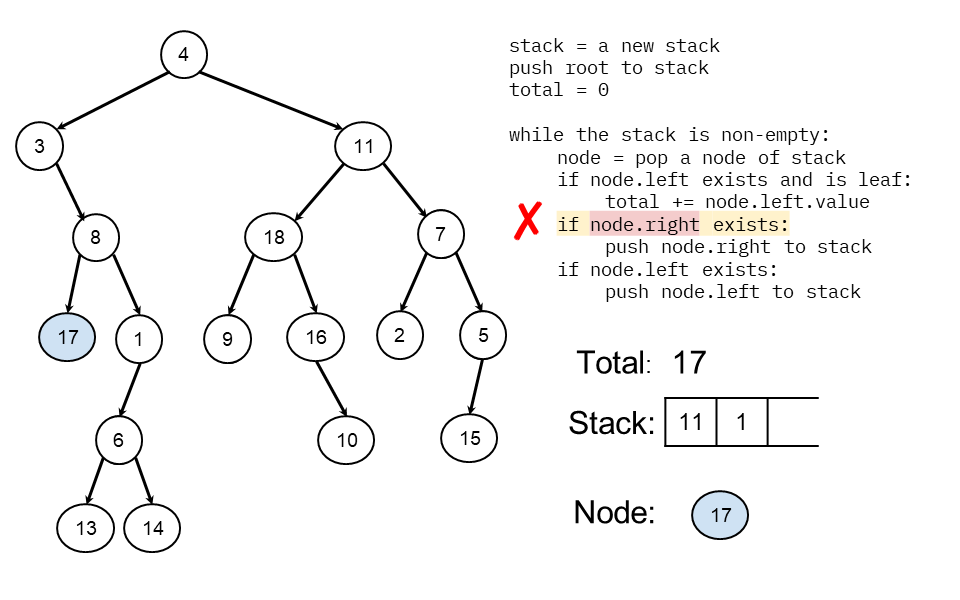 4
3
11
8
18
7
17
1
9
16
2
5
6
10
15
13
14
stack = a new stack
push root to stack
total = 0
while the stack is non-empty:
node = pop a node of stack
if node.left exists and is leaf:
total += node.left.value
if node.right exists:
push node.right to stack
if node.left exists:
push node.left to stack
Total: 17
Stack: 11 1
Node: 17